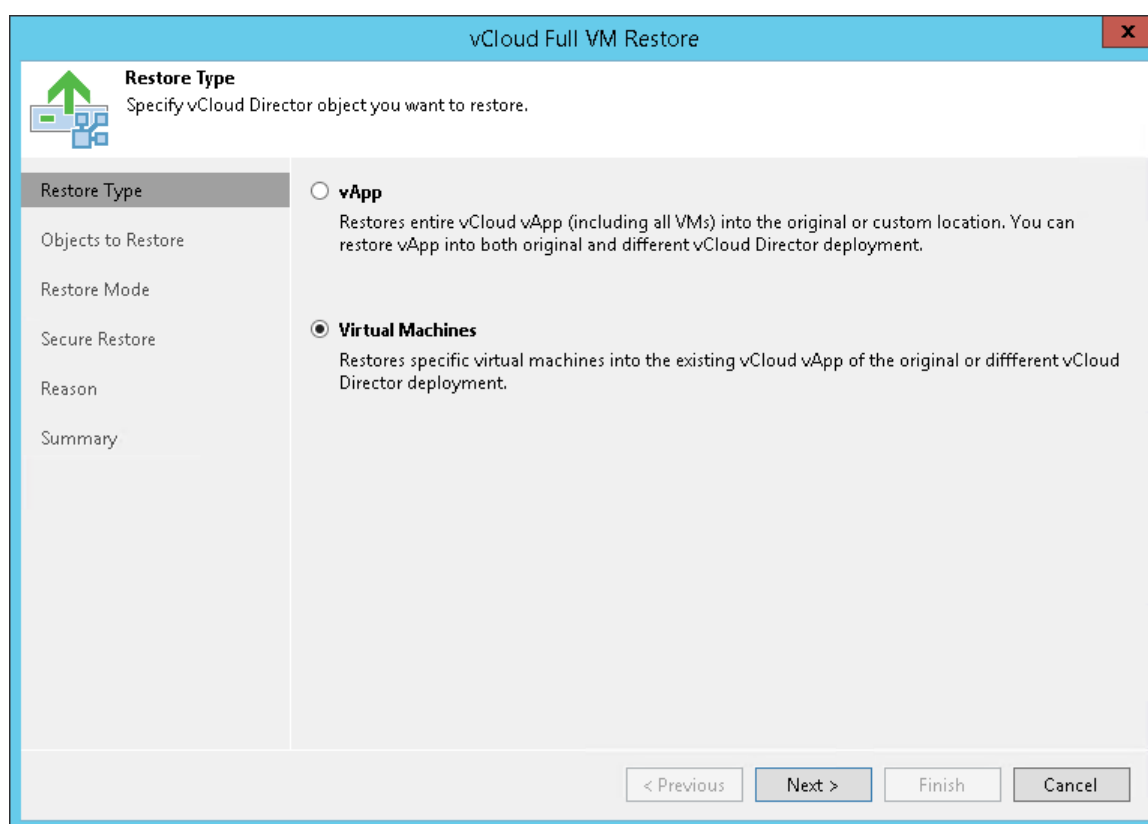 vCloud Full VM Restore
x
Restore Type
Specify vCloud Director object you want to restore.
Restore Type
Objects to Restore
Restore Mode
Secure Restore
Reason
Summary
vApp
Restores entire vCloud vApp (including all VMs) into the original or custom location. You can
restore vApp into both original and different vCloud Director deployment.
Virtual Machines
Restores specific virtual machines into the existing vCloud vApp of the original or diffferent vCloud
Director deployment.
< Previous
Next >
Finish
Cancel